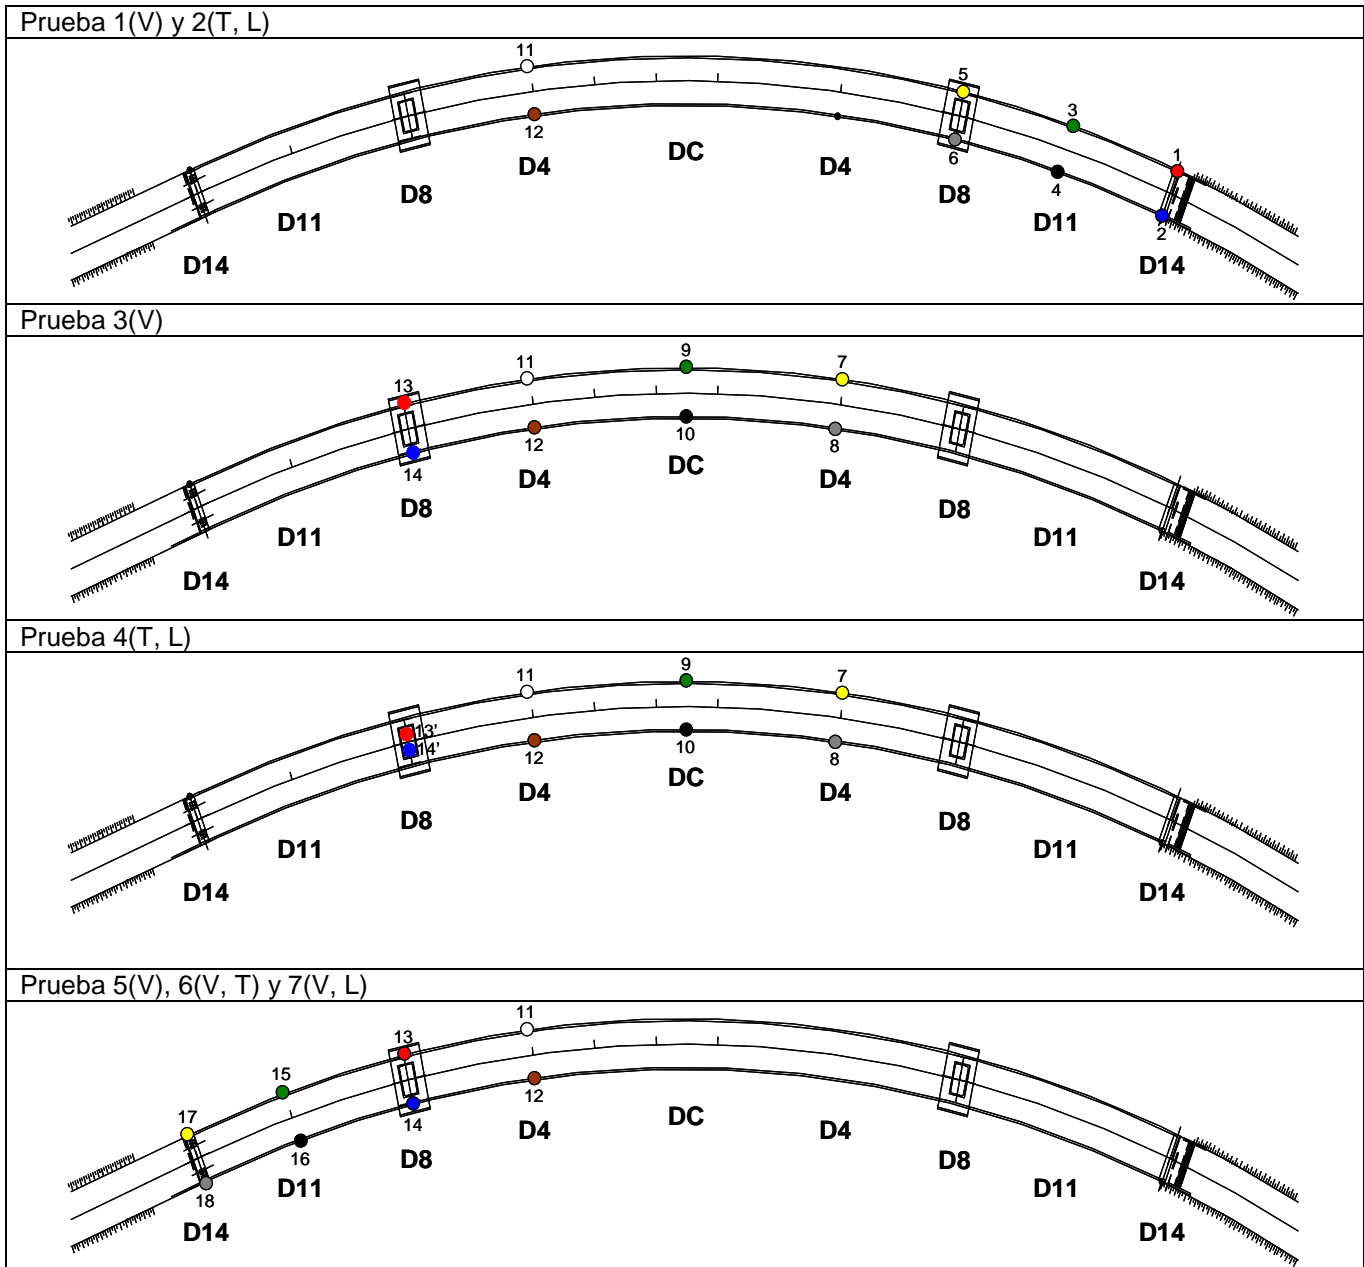 Prueba 1(V) y 2(T, L)
11
5
3
1
12
6
4
2
D4
DC
D4
D8
D8
D11
D11
D14
D14
Prueba 3(V)
9
11
7
13
12
10
8
14
D4
DC
D4
D8
D8
D11
D11
D14
D14
Prueba 4(T, L)
9
11
7
13'
14'
12
10
8
D4
DC
D4
D8
D8
D11
D11
D14
D14
Prueba 5(V), 6(V, T) y 7(V, L)
11
13
15
17
12
14
16
18
D4
DC
D4
D8
D8
D11
D11
D14
D14